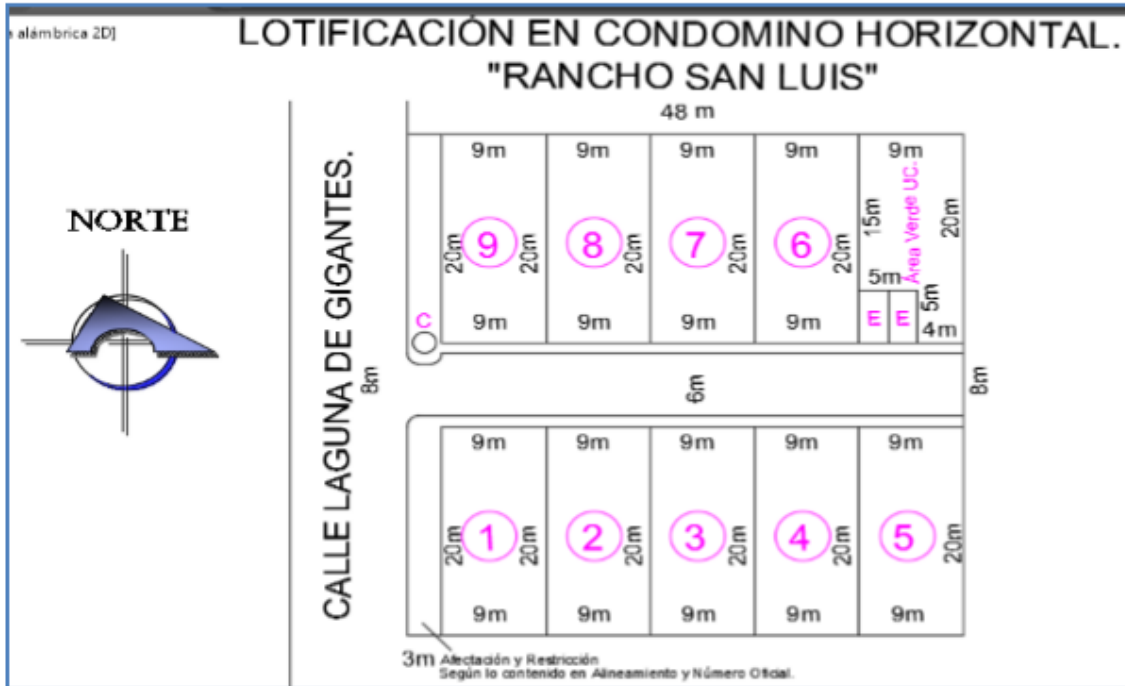 a alámbrica 2D]
LOTIFICACIÓN EN CONDOMINO HORIZONTAL.
"RANCHO SAN LUIS"
48 m
NORTE
CALLE LAGUNA DE GIGANTES.
9m 9m 9m 9m 9m
20m 9 20m 8 20m 7 20m 6 20m 15m Área Verde UC. 20m
5m
E E 5m
4m
9m 9m 9m 9m
C
8m 6m 8m
9m 9m 9m 9m 9m
20m 1 20m 2 20m 3 20m 4 20m 5 20m
9m 9m 9m 9m 9m
3m Afectación y Restricción
Según lo contenido en Alineamiento y Número Oficial.